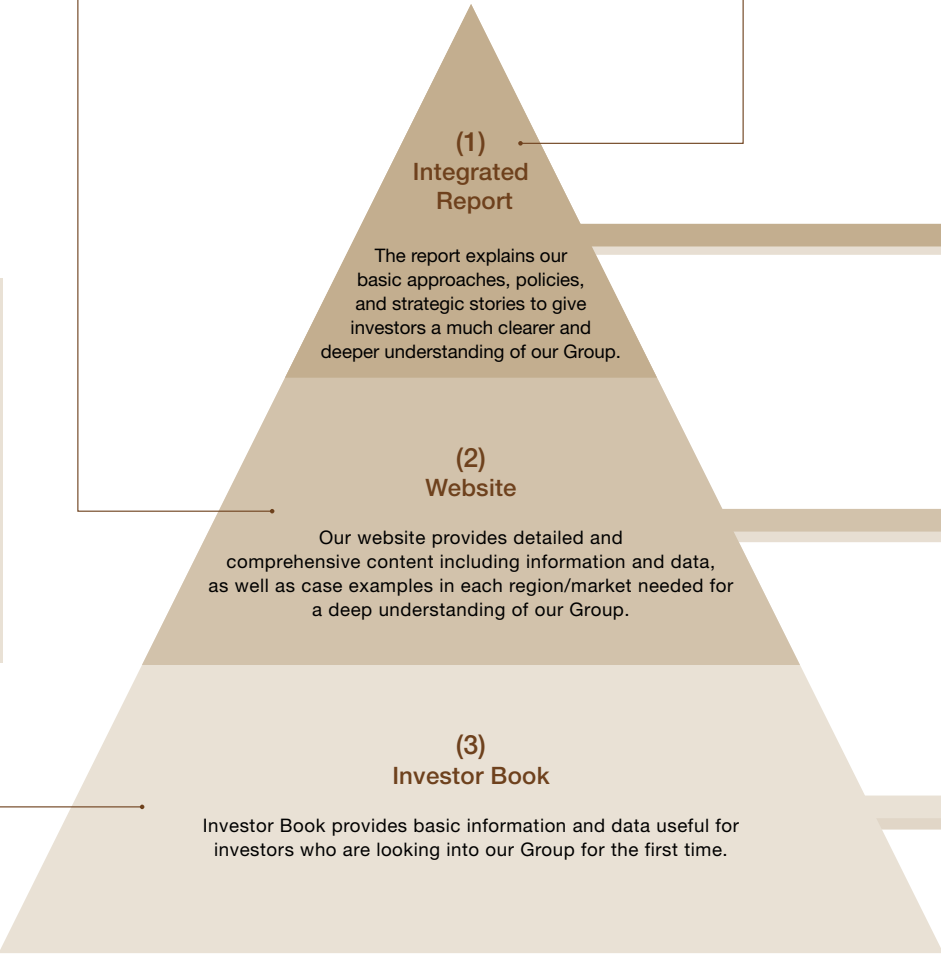 (1)
Integrated
Report
The report explains our
basic approaches, policies,
and strategic stories to give
investors a much clearer and
deeper understanding of our Group.
(2)
Website
Our website provides detailed and
comprehensive content including information and data,
as well as case examples in each region/market needed for
a deep understanding of our Group.
(3)
Investor Book
Investor Book provides basic information and data useful for
investors who are looking into our Group for the first time.